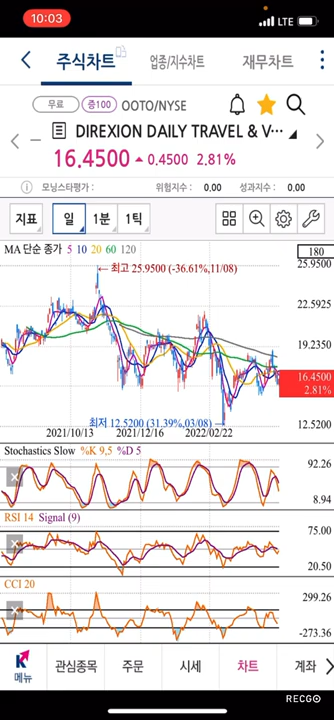 10:03 LTE
주식차트 업종/지수차트 재무차트
무료 증100 OOTO/NYSE
DIREXION DAILY TRAVEL & V···
16.4500 ▲ 0.4500 2.81%
모닝스타평가 : 위험지수 : 0.00 성과지수 : 0.00
지표 일 1분 1틱
MA 단순 종가 5 10 20 60 120 180
최고 25.9500 (-36.61%,11/08)
25.9500
22.5925
19.2350
16.4500
2.81%
12.5200
최저 12.5200 (31.39%,03/08)
2021/10/13 2021/12/16 2022/02/22
Stochastics Slow %K 9,5 %D 5
92.26
8.94
RSI 14 Signal (9)
75.00
20.50
CCI 20
299.26
-273.36
메뉴 관심종목 주문 시세 차트 계좌
RECGO